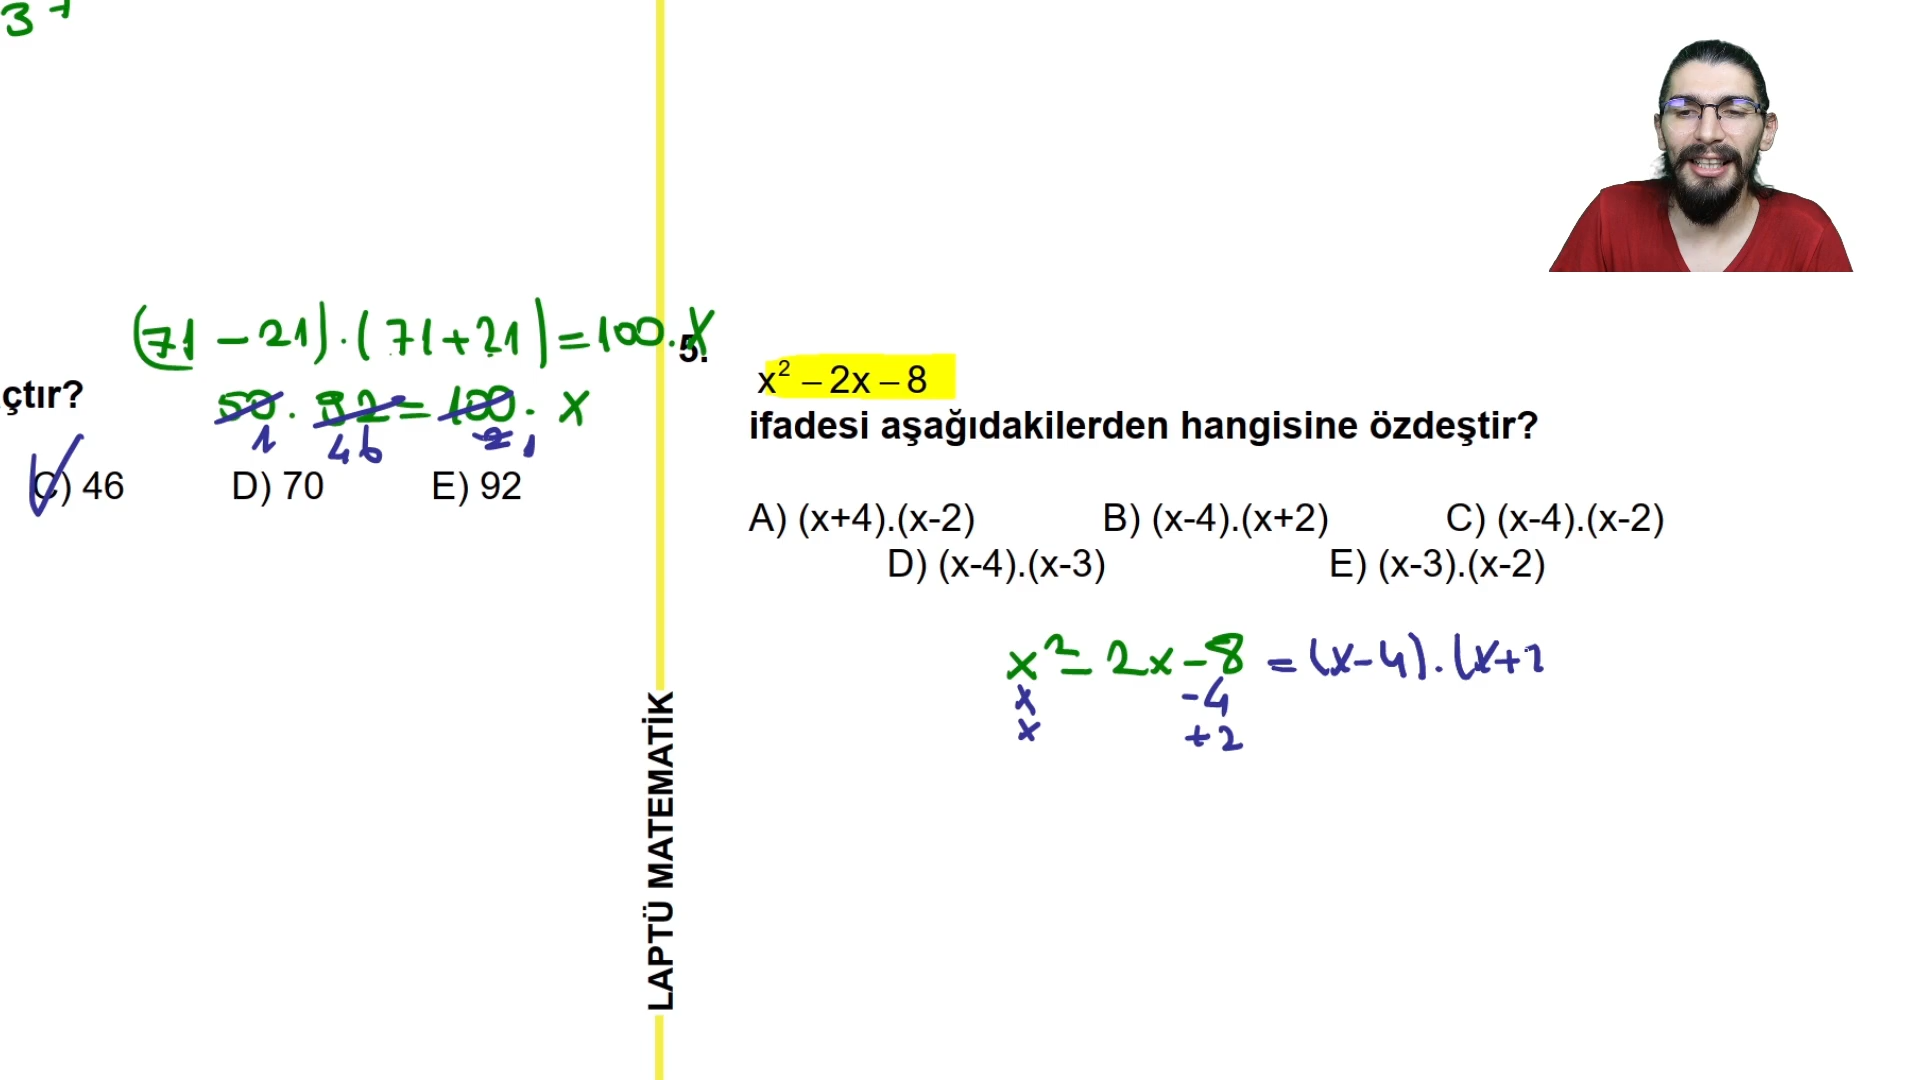 3 +
(71 - 21) . (71 + 21) = 100 . x
50 . 92 = 100 . x
1 46 2 1
çtır?
C) 46 D) 70 E) 92
LAPTÜ MATEMATİK
5.
x² – 2x – 8
ifadesi aşağıdakilerden hangisine özdeştir?
A) (x+4).(x-2) B) (x-4).(x+2) C) (x-4).(x-2)
D) (x-4).(x-3) E) (x-3).(x-2)
x² - 2x - 8 = (x-4) . (x+2
x -4
x +2